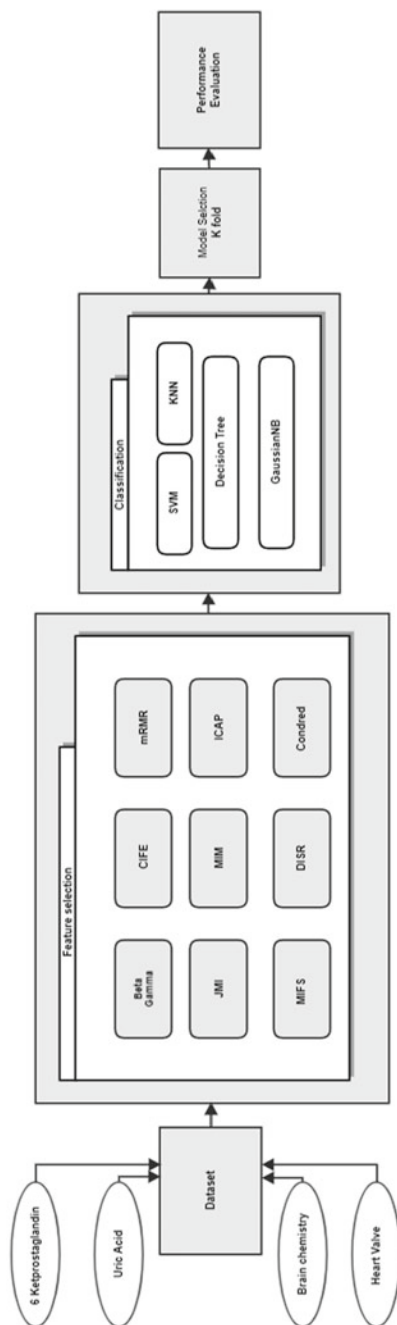 6 Ketprostaglandin
Uric Acid
Brain chemistry
Heart Valve
Dataset
Feature selection
Beta
Gamma
CIFE
mRMR
JMI
MIM
ICAP
MIFS
DISR
Condred
Classification
SVM
KNN
Decision Tree
GaussianNB
Model Selction
K fold
Performance
Evaluation